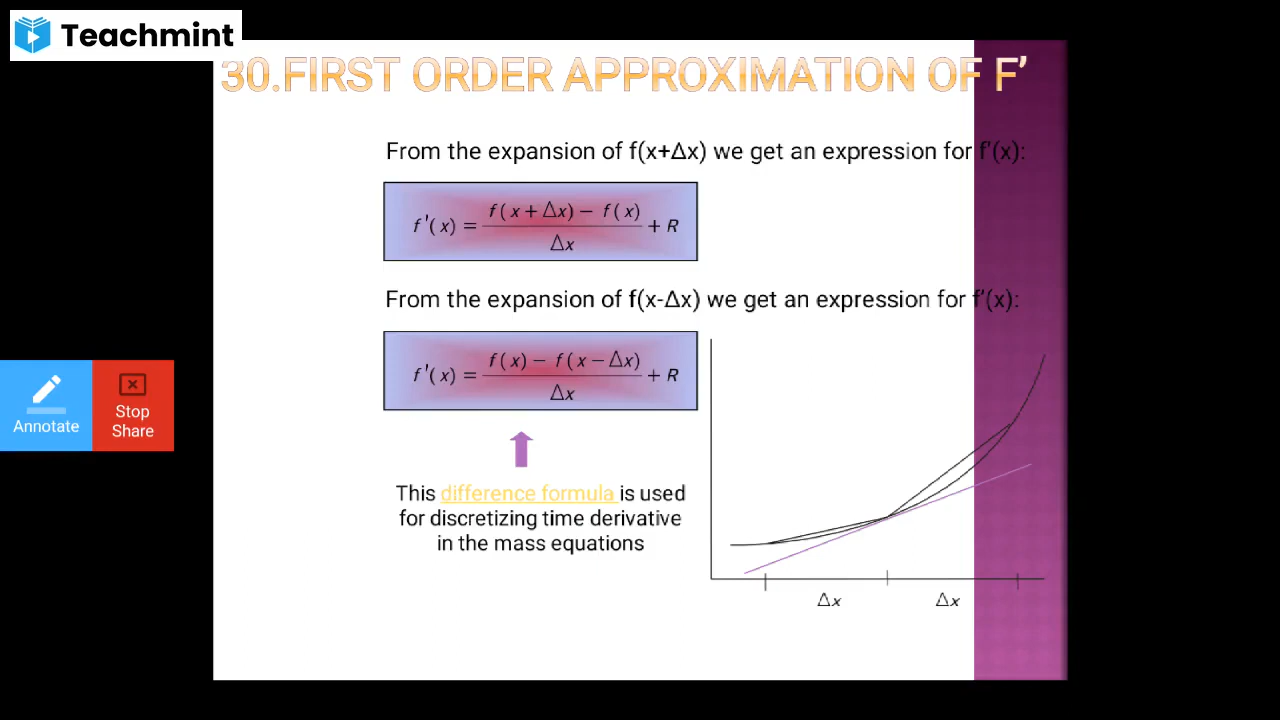 Teachmint
30.FIRST ORDER APPROXIMATION OF F’
From the expansion of f(x+Δx) we get an expression for f’(x):
f '( x ) = f ( x + Δx) − f ( x) / Δx + R
From the expansion of f(x-Δx) we get an expression for f’(x):
f '( x ) = f ( x ) − f ( x − Δx) / Δx + R
Annotate
Stop
Share
This difference formula is used
for discretizing time derivative
in the mass equations
Δx Δx